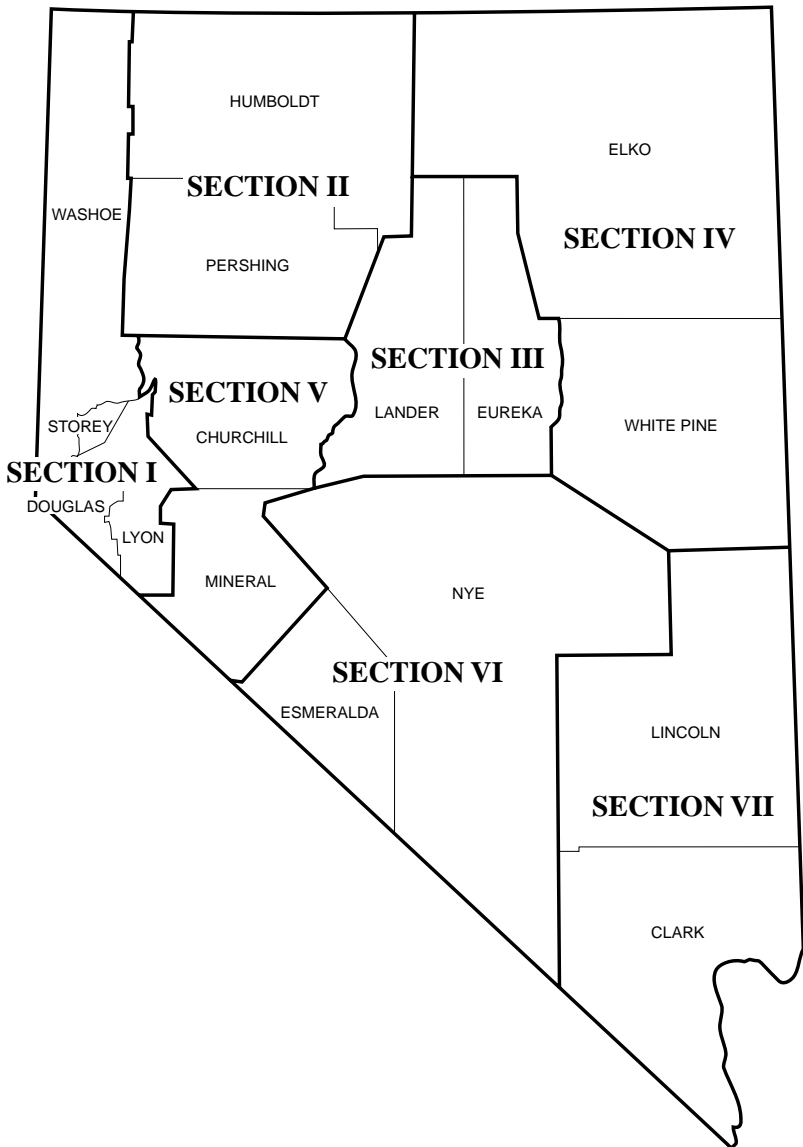 HUMBOLDT
ELKO
SECTION II
WASHOE
SECTION IV
PERSHING
SECTION III
SECTION V
LANDER
EUREKA
STOREY
WHITE PINE
CHURCHILL
SECTION I
DOUGLAS
LYON
MINERAL
NYE
SECTION VI
ESMERALDA
LINCOLN
SECTION VII
CLARK